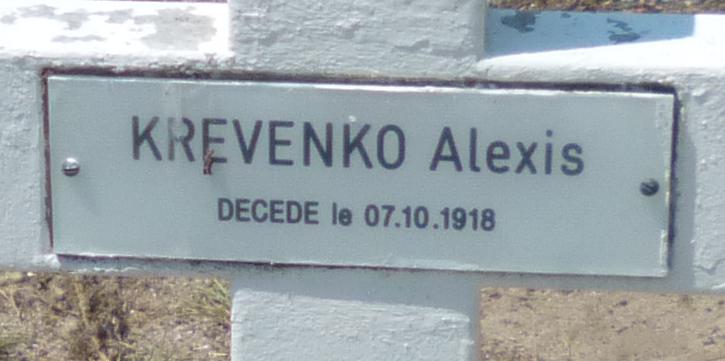 KREVENKO Alexis
DECEDE le 07.10.1918